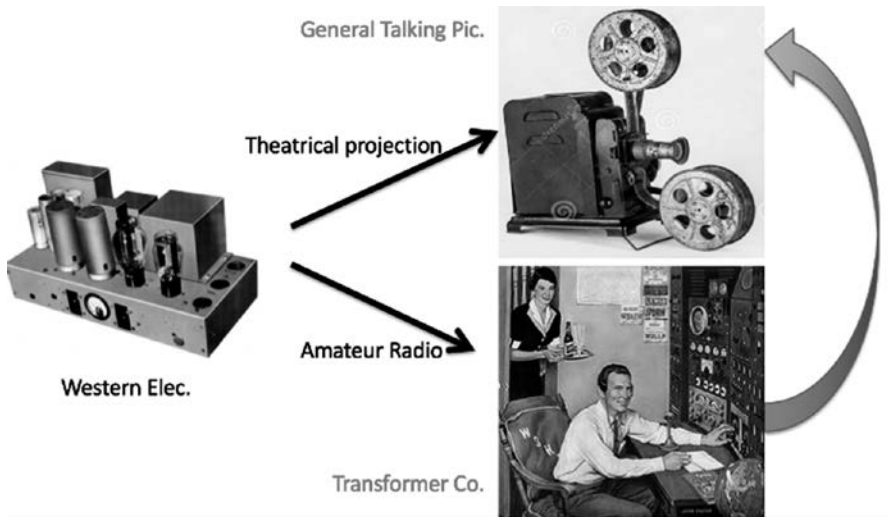 General Talking Pic.
Theatrical projection
Amateur Radio
Western Elec.
Transformer Co.